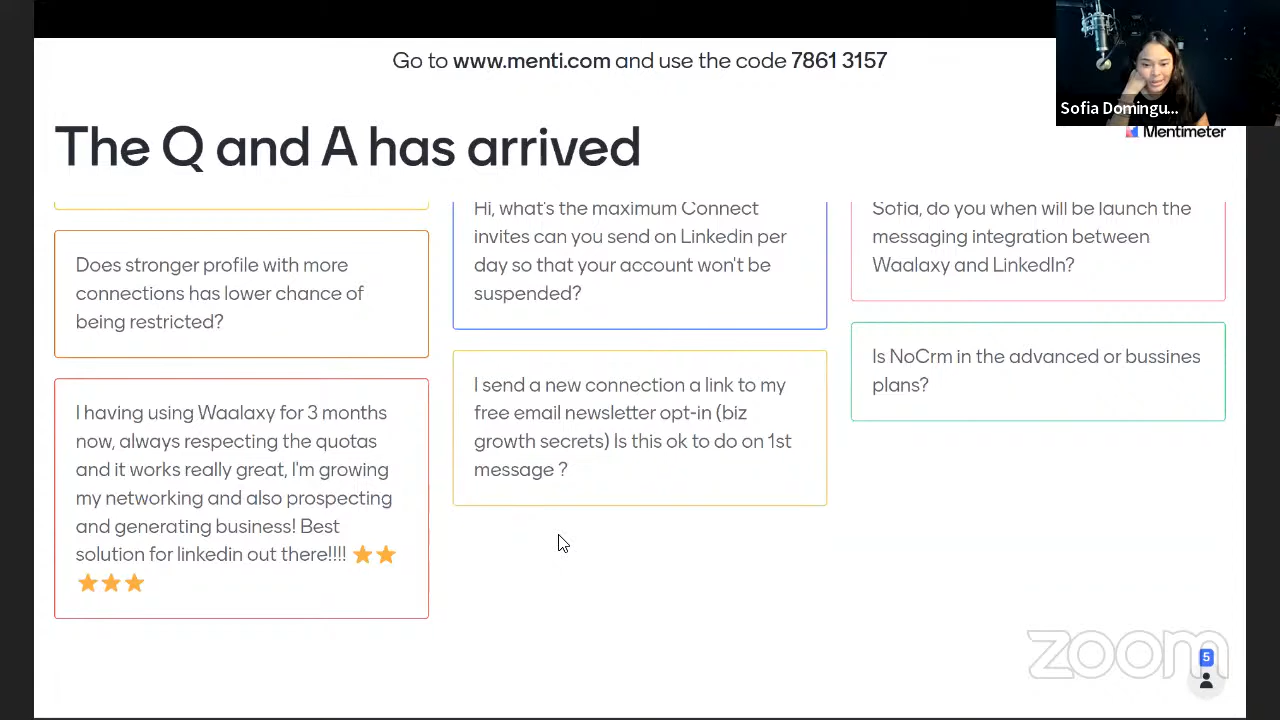 Go to www.menti.com and use the code 7861 3157
Sofia Domingu...
Mentimeter
The Q and A has arrived
Does stronger profile with more
connections has lower chance of
being restricted?
I having using Waalaxy for 3 months
now, always respecting the quotas
and it works really great, I'm growing
my networking and also prospecting
and generating business! Best
solution for linkedin out there!!!! ⭐⭐
⭐⭐⭐
Hi, what's the maximum Connect
invites can you send on Linkedin per
day so that your account won't be
suspended?
I send a new connection a link to my
free email newsletter opt-in (biz
growth secrets) Is this ok to do on 1st
message ?
Sofia, do you when will be launch the
messaging integration between
Waalaxy and LinkedIn?
Is NoCrm in the advanced or bussines
plans?
zoom
5